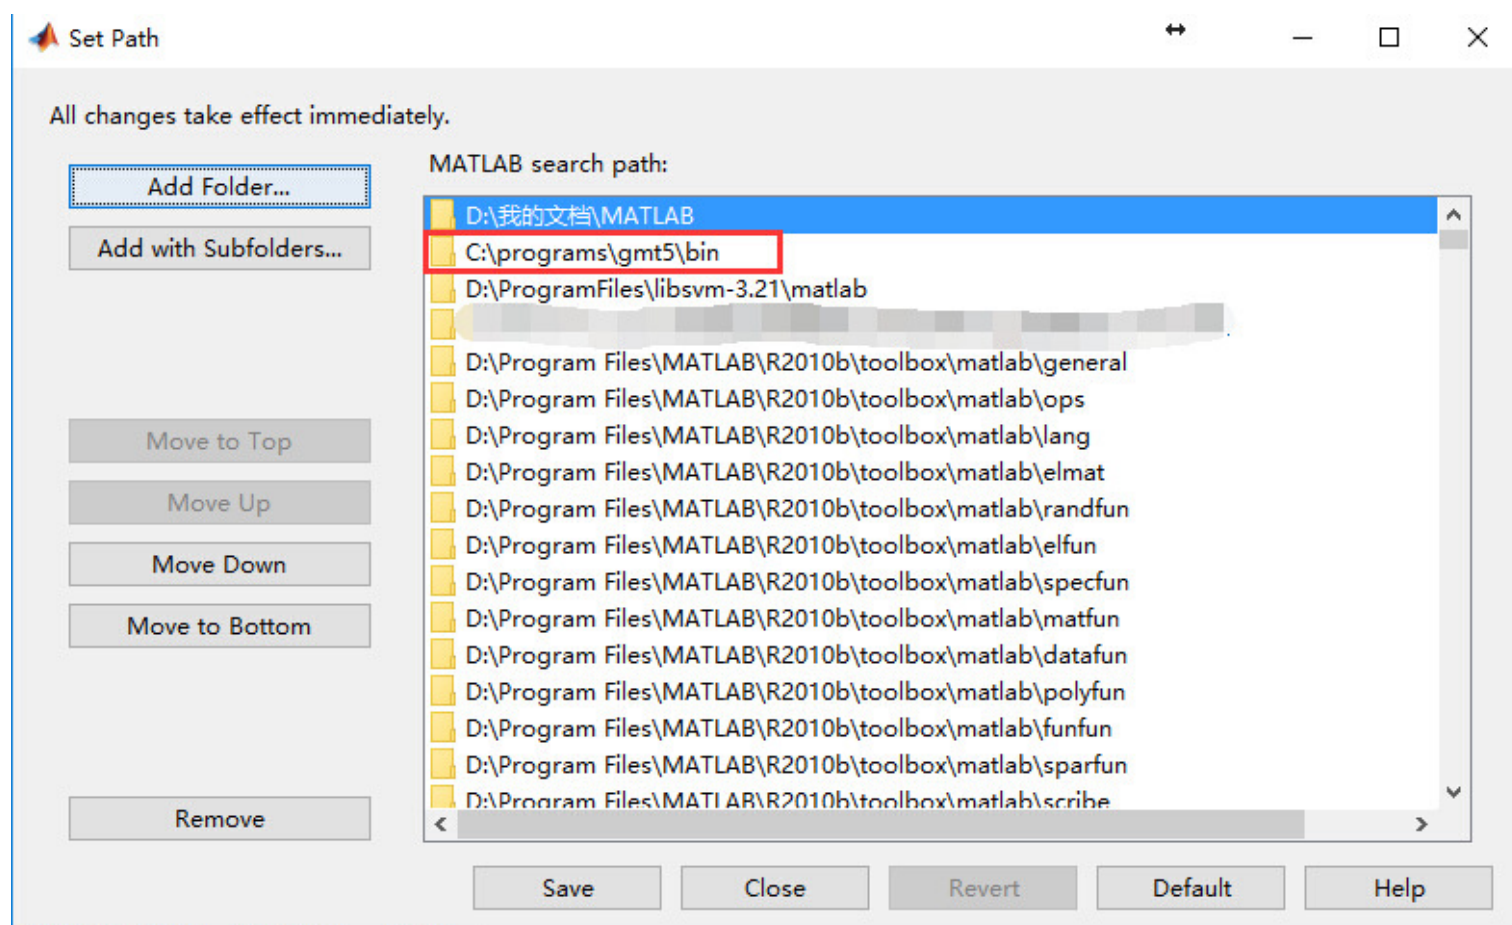 Set Path
All changes take effect immediately.
Add Folder...
Add with Subfolders...
Move to Top
Move Up
Move Down
Move to Bottom
Remove
MATLAB search path:
D:\我的文档\MATLAB
C:\programs\gmt5\bin
D:\ProgramFiles\libsvm-3.21\matlab
D:\Program Files\MATLAB\R2010b\toolbox\matlab\general
D:\Program Files\MATLAB\R2010b\toolbox\matlab\ops
D:\Program Files\MATLAB\R2010b\toolbox\matlab\lang
D:\Program Files\MATLAB\R2010b\toolbox\matlab\elmat
D:\Program Files\MATLAB\R2010b\toolbox\matlab\randfun
D:\Program Files\MATLAB\R2010b\toolbox\matlab\elfun
D:\Program Files\MATLAB\R2010b\toolbox\matlab\specfun
D:\Program Files\MATLAB\R2010b\toolbox\matlab\matfun
D:\Program Files\MATLAB\R2010b\toolbox\matlab\datafun
D:\Program Files\MATLAB\R2010b\toolbox\matlab\polyfun
D:\Program Files\MATLAB\R2010b\toolbox\matlab\funfun
D:\Program Files\MATLAB\R2010b\toolbox\matlab\sparfun
D:\Program Files\MATLAB\R2010b\toolbox\matlab\scribe
Save
Close
Revert
Default
Help